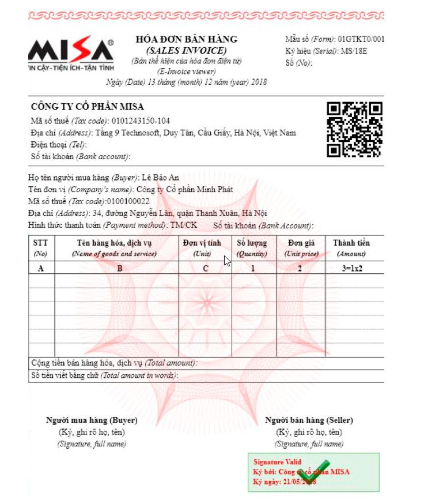 MISA
TIN CẬY-TIỆN ÍCH-TẬN TÌNH
HÓA ĐƠN BÁN HÀNG
(SALES INVOICE)
(Bản thể hiện của hóa đơn điện tử)
(E-Invoice viewer)
Ngày (Date) 13 tháng (month) 12 năm (year) 2018
Mẫu số (Form): 01GTKT0/001
Ký hiệu (Serial): MS/18E
Số (No):
CÔNG TY CỔ PHẦN MISA
Mã số thuế (Tax code): 0101243150-104
Địa chỉ (Address): Tầng 9 Technosoft, Duy Tân, Cầu Giấy, Hà Nội, Việt Nam
Điện thoại (Tel):
Số tài khoản (Bank account):
Họ tên người mua hàng (Buyer): Lê Bảo An
Tên đơn vị (Company's name): Công ty Cổ phần Minh Phát
Mã số thuế (Tax code):0100100022
Địa chỉ (Address): 34, đường Nguyễn Lân, quận Thanh Xuân, Hà Nội
Hình thức thanh toán (Payment method): TM/CK Số tài khoản (Bank Account):
STT Tên hàng hóa, dịch vụ Đơn vị tính Số lượng Đơn giá Thành tiền
(No) (Name of goods and service) (Unit) (Quantity) (Unit price) (Amount)
A B C 1 2 3=1x2
Cộng tiền bán hàng hóa, dịch vụ (Total amount):
Số tiền viết bằng chữ (Total amount in words):
Người mua hàng (Buyer) Người bán hàng (Seller)
(Ký, ghi rõ họ, tên) (Ký, ghi rõ họ, tên)
(Signature, full name) (Signature, full name)
Signature Valid
Ký bởi: Công ty cổ phần MISA
Ký ngày: